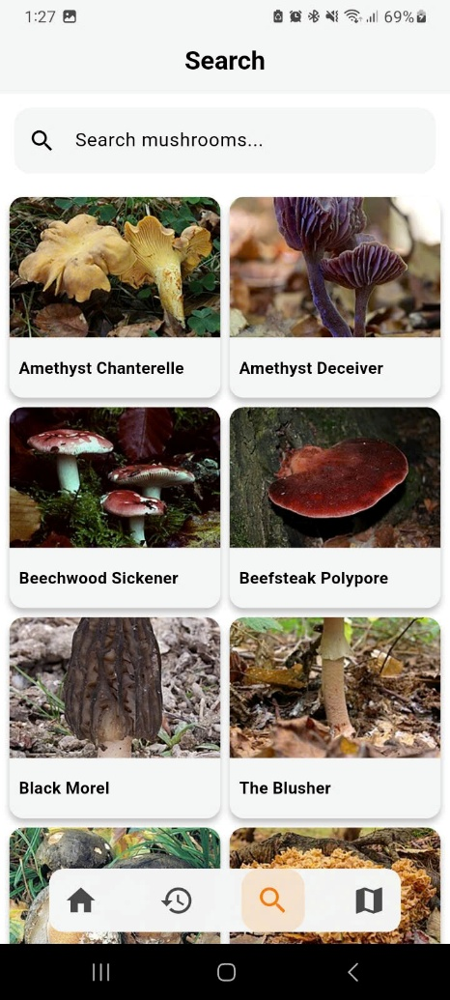 1:27 69%
Search
Search mushrooms...
Amethyst Chanterelle Amethyst Deceiver
Beechwood Sickener Beefsteak Polypore
Black Morel The Blusher